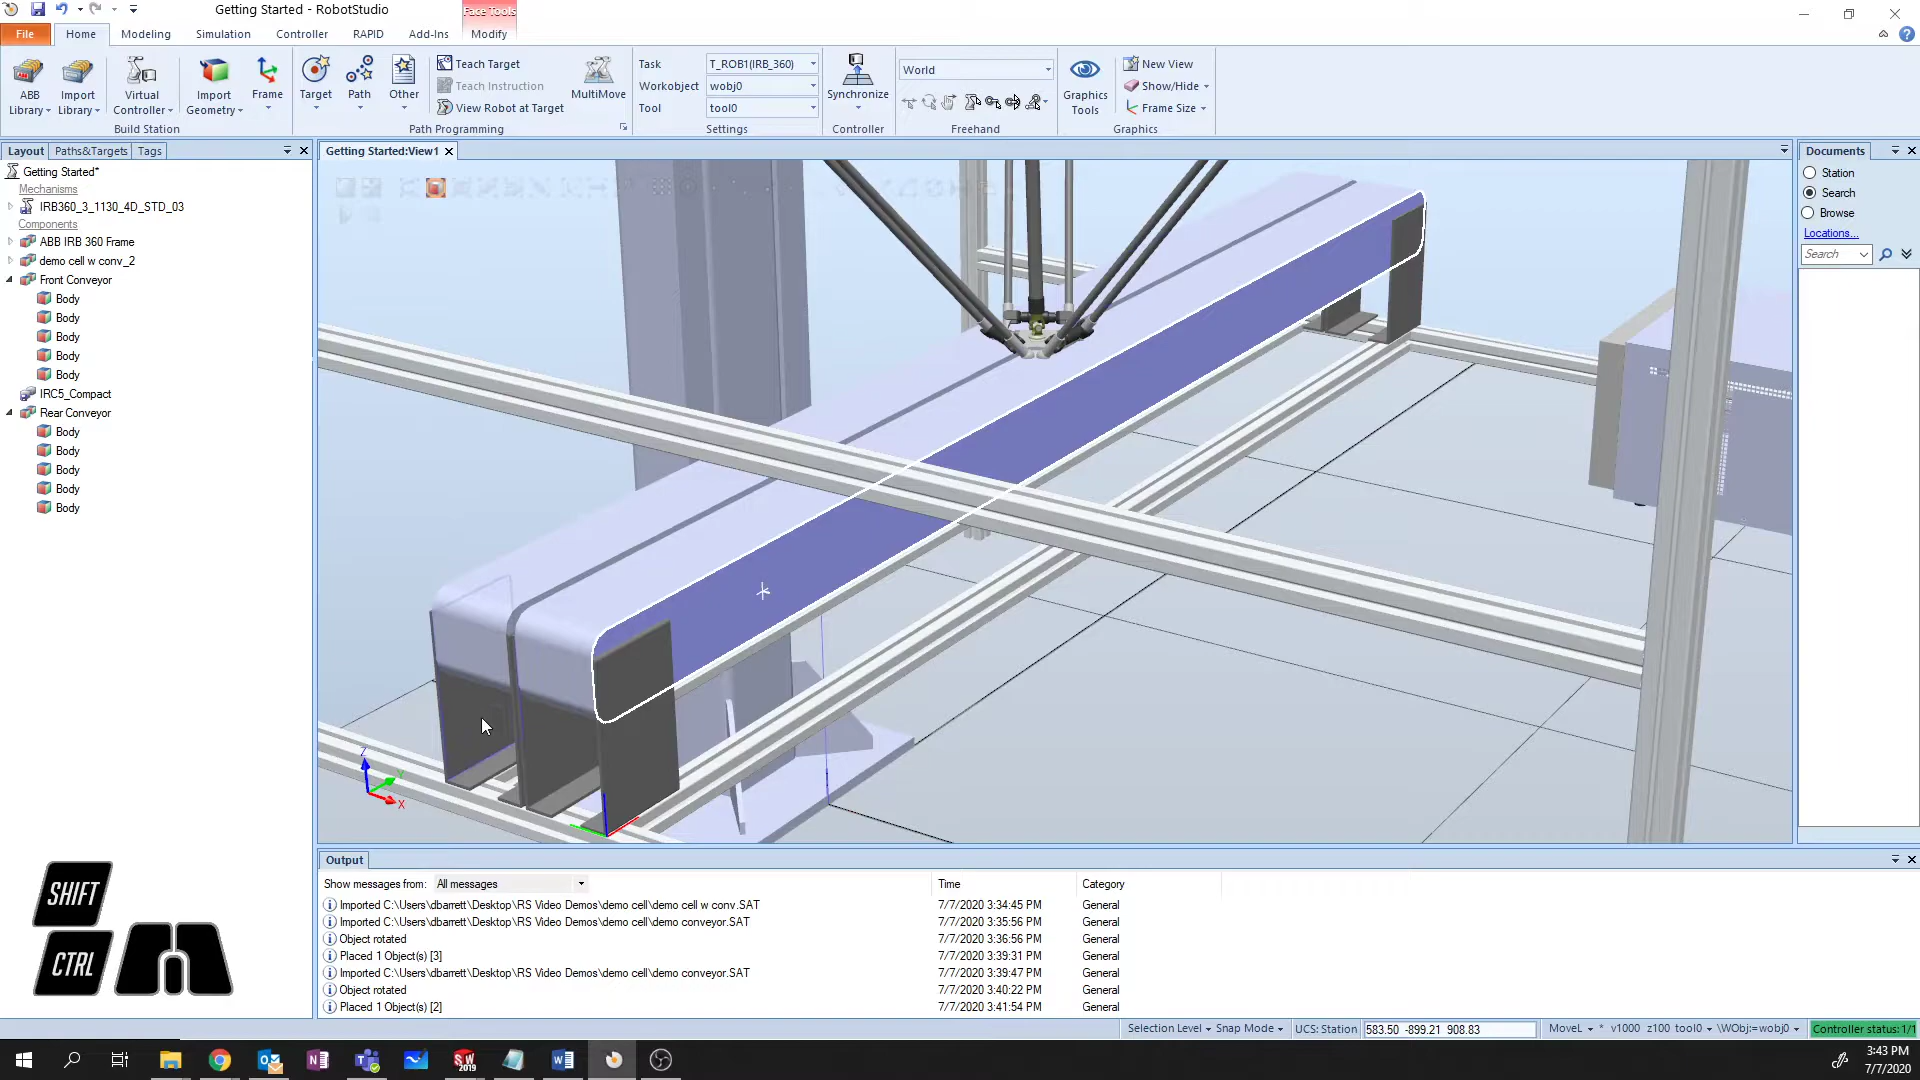 Getting Started - RobotStudio
Face Tools
File Home Modeling Simulation Controller RAPID Add-Ins Modify
ABB Library
Import Library
Virtual Controller
Build Station
Import Geometry
Frame
Target
Path
Other
Teach Target
Teach Instruction
View Robot at Target
Path Programming
MultiMove
Task T_ROB1(IRB_360)
Workobject wobj0
Tool tool0
Settings
Synchronize
Controller
World
Freehand
Graphics Tools
New View
Show/Hide
Frame Size
Graphics
Layout Paths&Targets Tags
Getting Started*
Mechanisms
IRB360_3_1130_4D_STD_03
Components
ABB IRB 360 Frame
demo cell w conv_2
Front Conveyor
Body
Body
Body
Body
Body
IRC5_Compact
Rear Conveyor
Body
Body
Body
Body
Body
SHIFT
CTRL
Getting Started:View1
Z
Y
X
Documents
Station
Search
Browse
Locations...
Search
Output
Show messages from: All messages Time Category
Imported C:\Users\dbarrett\Desktop\RS Video Demos\demo cell\demo cell w conv.SAT 7/7/2020 3:34:45 PM General
Imported C:\Users\dbarrett\Desktop\RS Video Demos\demo cell\demo conveyor.SAT 7/7/2020 3:35:56 PM General
Object rotated 7/7/2020 3:36:56 PM General
Placed 1 Object(s) [3] 7/7/2020 3:39:31 PM General
Imported C:\Users\dbarrett\Desktop\RS Video Demos\demo cell\demo conveyor.SAT 7/7/2020 3:39:47 PM General
Object rotated 7/7/2020 3:40:22 PM General
Placed 1 Object(s) [2] 7/7/2020 3:41:54 PM General
Selection Level Snap Mode UCS: Station 583.50 -899.21 908.83 MoveL * v1000 z100 tool0 \WObj:=wobj0 Controller status: 1/1
3:43 PM
7/7/2020